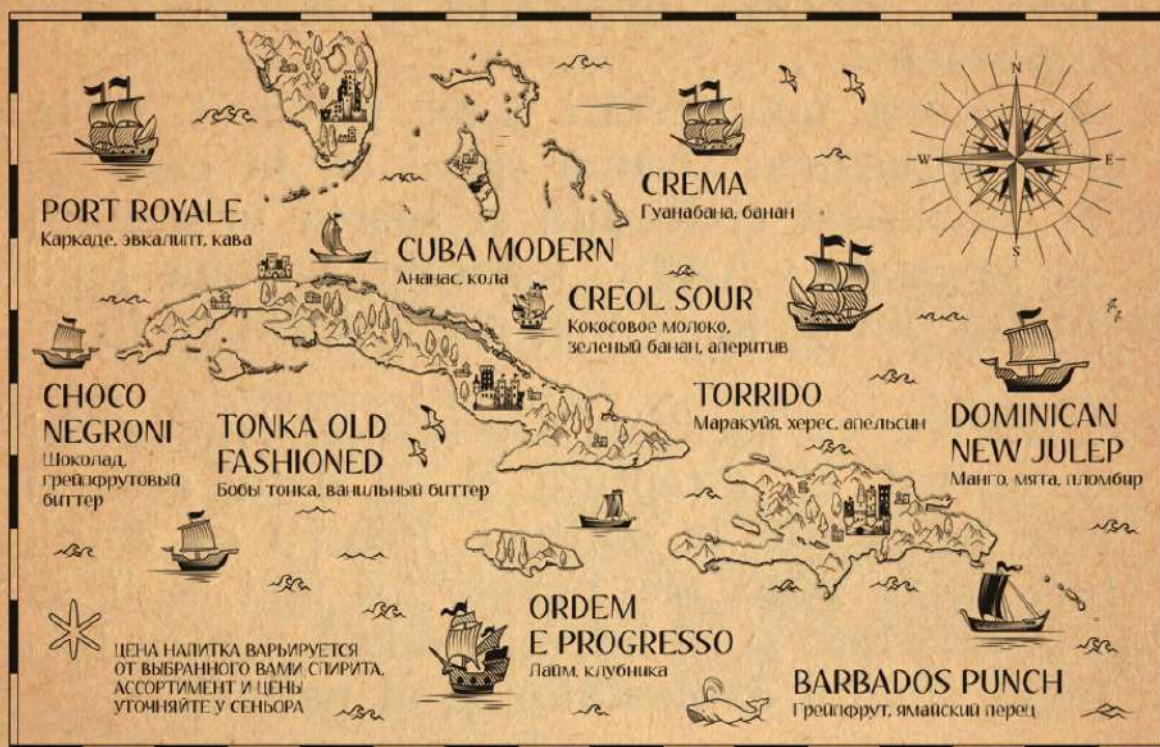 N
W
E
S
PORT ROYALE
Каркаде, эвкалипт, кава
CREMA
Гуанабана, банан
CUBA MODERN
Ананас, кола
CREOL SOUR
Кокосовое молоко,
зеленый банан, аперитив
CHOCO
NEGRONI
Шоколад,
грейпфрутовый
биттер
TONKA OLD
FASHIONED
Бобы тонка, ванильный биттер
TORRIDO
Маракуйя, херес, апельсин
DOMINICAN
NEW JULEP
Манго, мята, пломбир
ORDEM
E PROGRESSO
Лайм, клубника
BARBADOS PUNCH
Грейпфрут, ямайский перец
ЦЕНА НАПИТКА ВАРЬИРУЕТСЯ
ОТ ВЫБРАННОГО ВАМИ СПИРИТА.
АССОРТИМЕНТ И ЦЕНЫ
УТОЧНЯЙТЕ У СЕНЬОРА